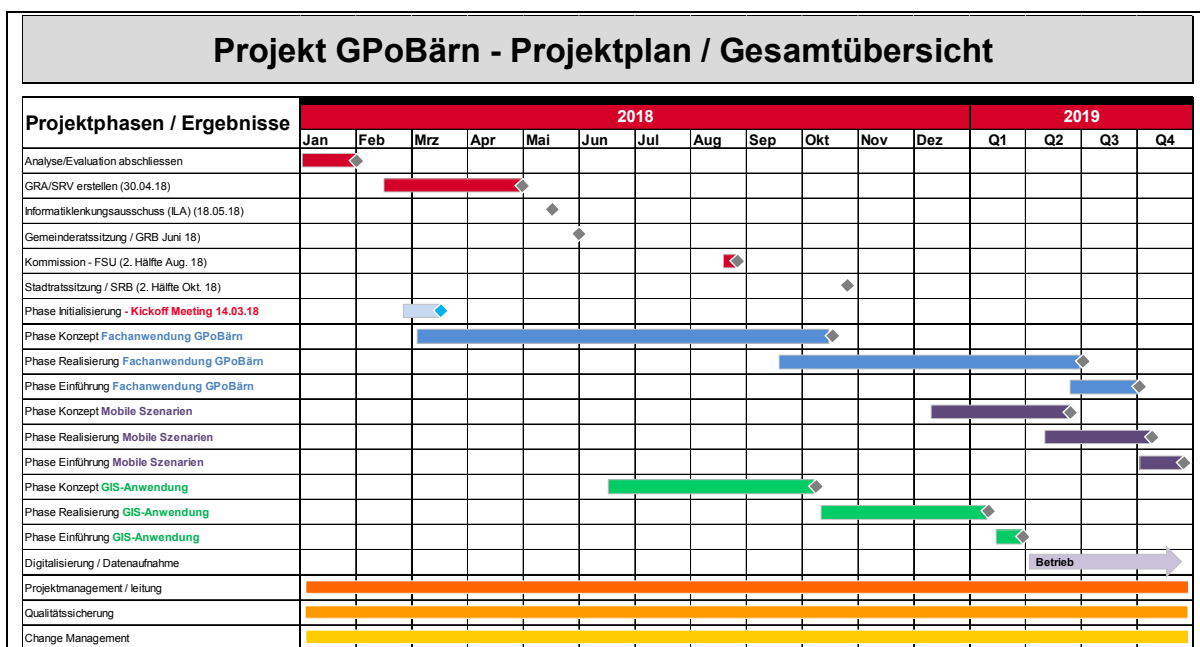 Projekt GPoBärn - Projektplan / Gesamtübersicht
Projektphasen / Ergebnisse
2018
2019
Jan Feb Mrz Apr Mai Jun Jul Aug Sep Okt Nov Dez Q1 Q2 Q3 Q4
Analyse/Evaluation abschliessen
GRA/SRV erstellen (30.04.18)
Informatiklenkungsausschuss (ILA) (18.05.18)
Gemeinderatssitzung / GRB Juni 18)
Kommission - FSU (2. Hälfte Aug. 18)
Stadtratssitzung / SRB (2. Hälfte Okt. 18)
Phase Initialisierung - Kickoff Meeting 14.03.18
Phase Konzept Fachanwendung GPoBärn
Phase Realisierung Fachanwendung GPoBärn
Phase Einführung Fachanwendung GPoBärn
Phase Konzept Mobile Szenarien
Phase Realisierung Mobile Szenarien
Phase Einführung Mobile Szenarien
Phase Konzept GIS-Anwendung
Phase Realisierung GIS-Anwendung
Phase Einführung GIS-Anwendung
Digitalisierung / Datenaufnahme Betrieb
Projektmanagement / leitung
Qualitätssicherung
Change Management